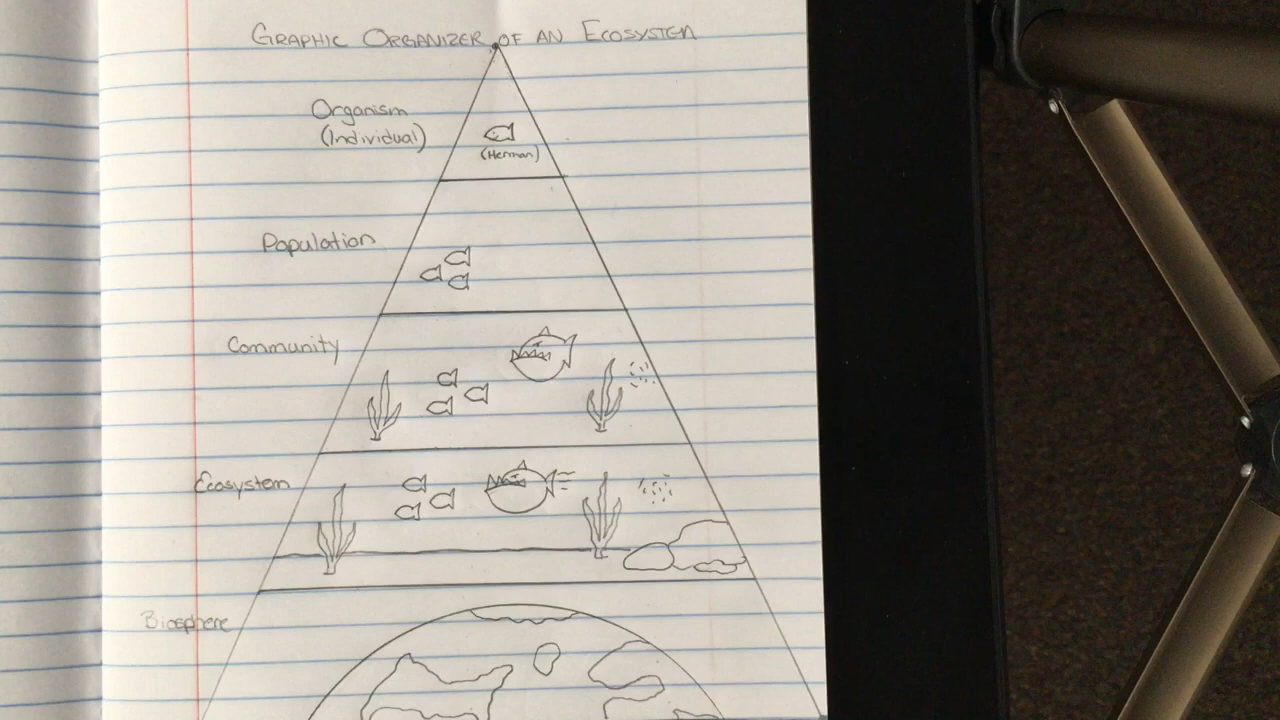 GRAPHIC ORGANIZER OF AN ECOSYSTEM
Organism
(Individual)
(Herman)
Population
Community
Ecosystem
Biosphere